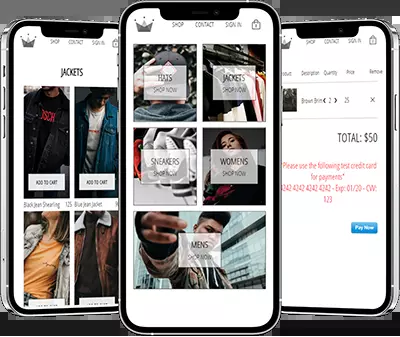 SHOP CONTACT SIGN IN
JACKETS
ADD TO CART
ADD TO CART
Black Jean Shearling 125
Blue Jean Jacket
SHOP CONTACT SIGN IN 0
HATS
SHOP NOW
JACKETS
SHOP NOW
SNEAKERS
SHOP NOW
WOMENS
SHOP NOW
MENS
SHOP NOW
SHOP CONTACT SIGN IN
Product Description Quantity Price Remove
Brown Brim 2 25
TOTAL: $50
Please use the following test credit card
for payments*
4242 4242 4242 4242 - Exp: 01/20 - CW:
123
Pay Now